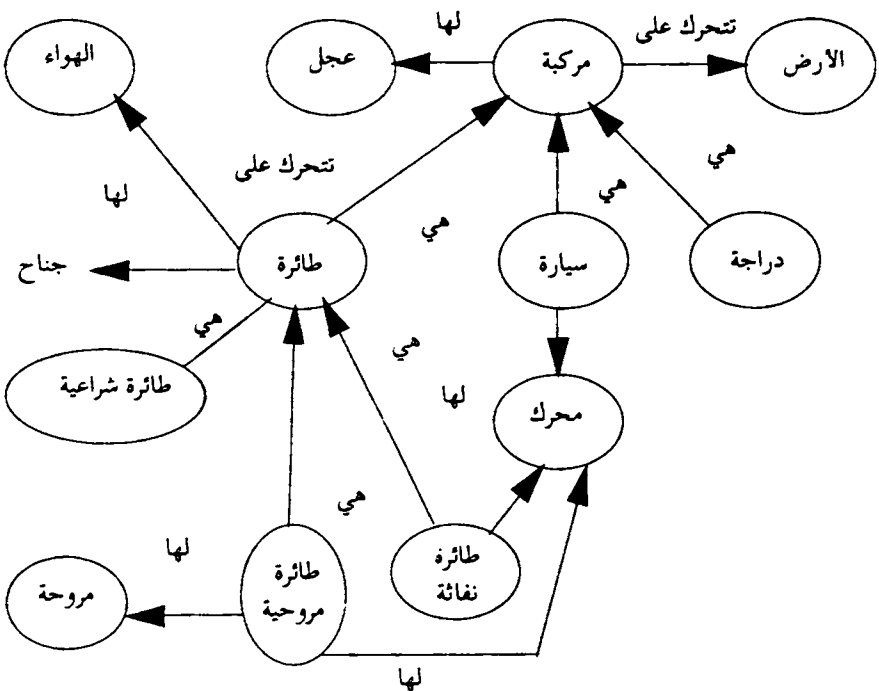 لها
تتحرك على
الهواء
عجل
مركبة
الأرض
تتحرك على
هي
لها
هي
هي
جناح
طائرة
سيارة
دراجة
هي
هي
طائرة شراعية
لها
محرك
هي
لها
طائرة
مروحية
طائرة
نفاثة
مروحة
لها